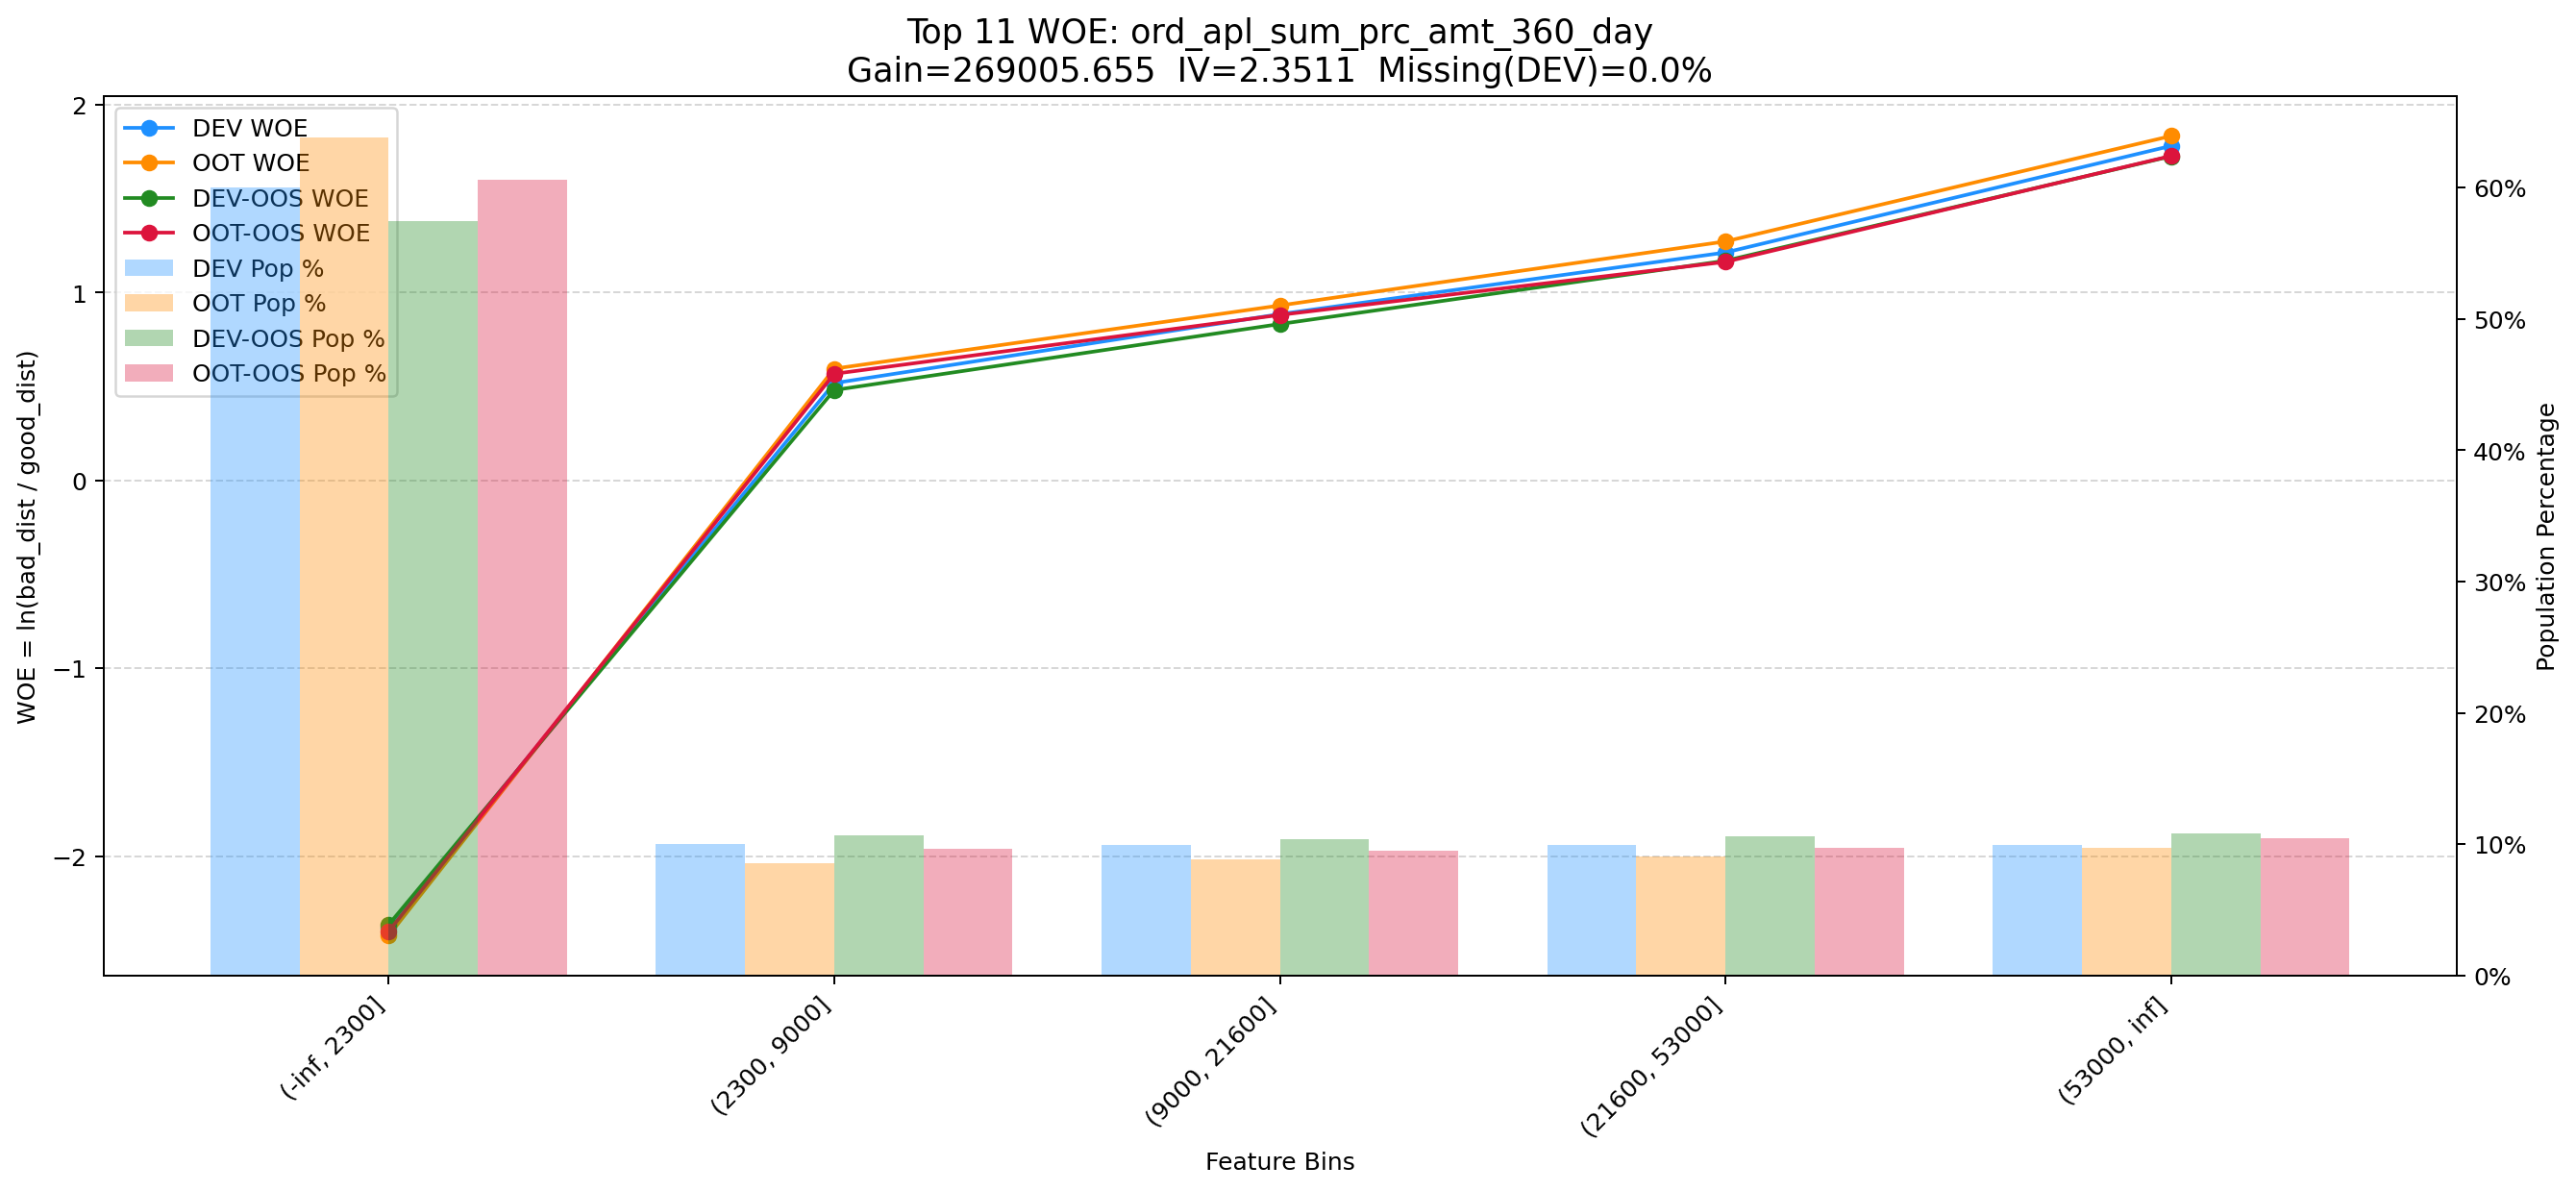 Top 11 WOE: ord_apl_sum_prc_amt_360_day
Gain=269005.655  IV=2.3511  Missing(DEV)=0.0%
DEV WOE
OOT WOE
DEV-OOS WOE
OOT-OOS WOE
DEV Pop %
OOT Pop %
DEV-OOS Pop %
OOT-OOS Pop %
WOE = ln(bad_dist / good_dist)
2
1
0
−1
−2
60%
50%
40%
30%
20%
10%
0%
Population Percentage
(-inf, 2300]
(2300, 9000]
(9000, 21600]
(21600, 53000]
(53000, inf]
Feature Bins